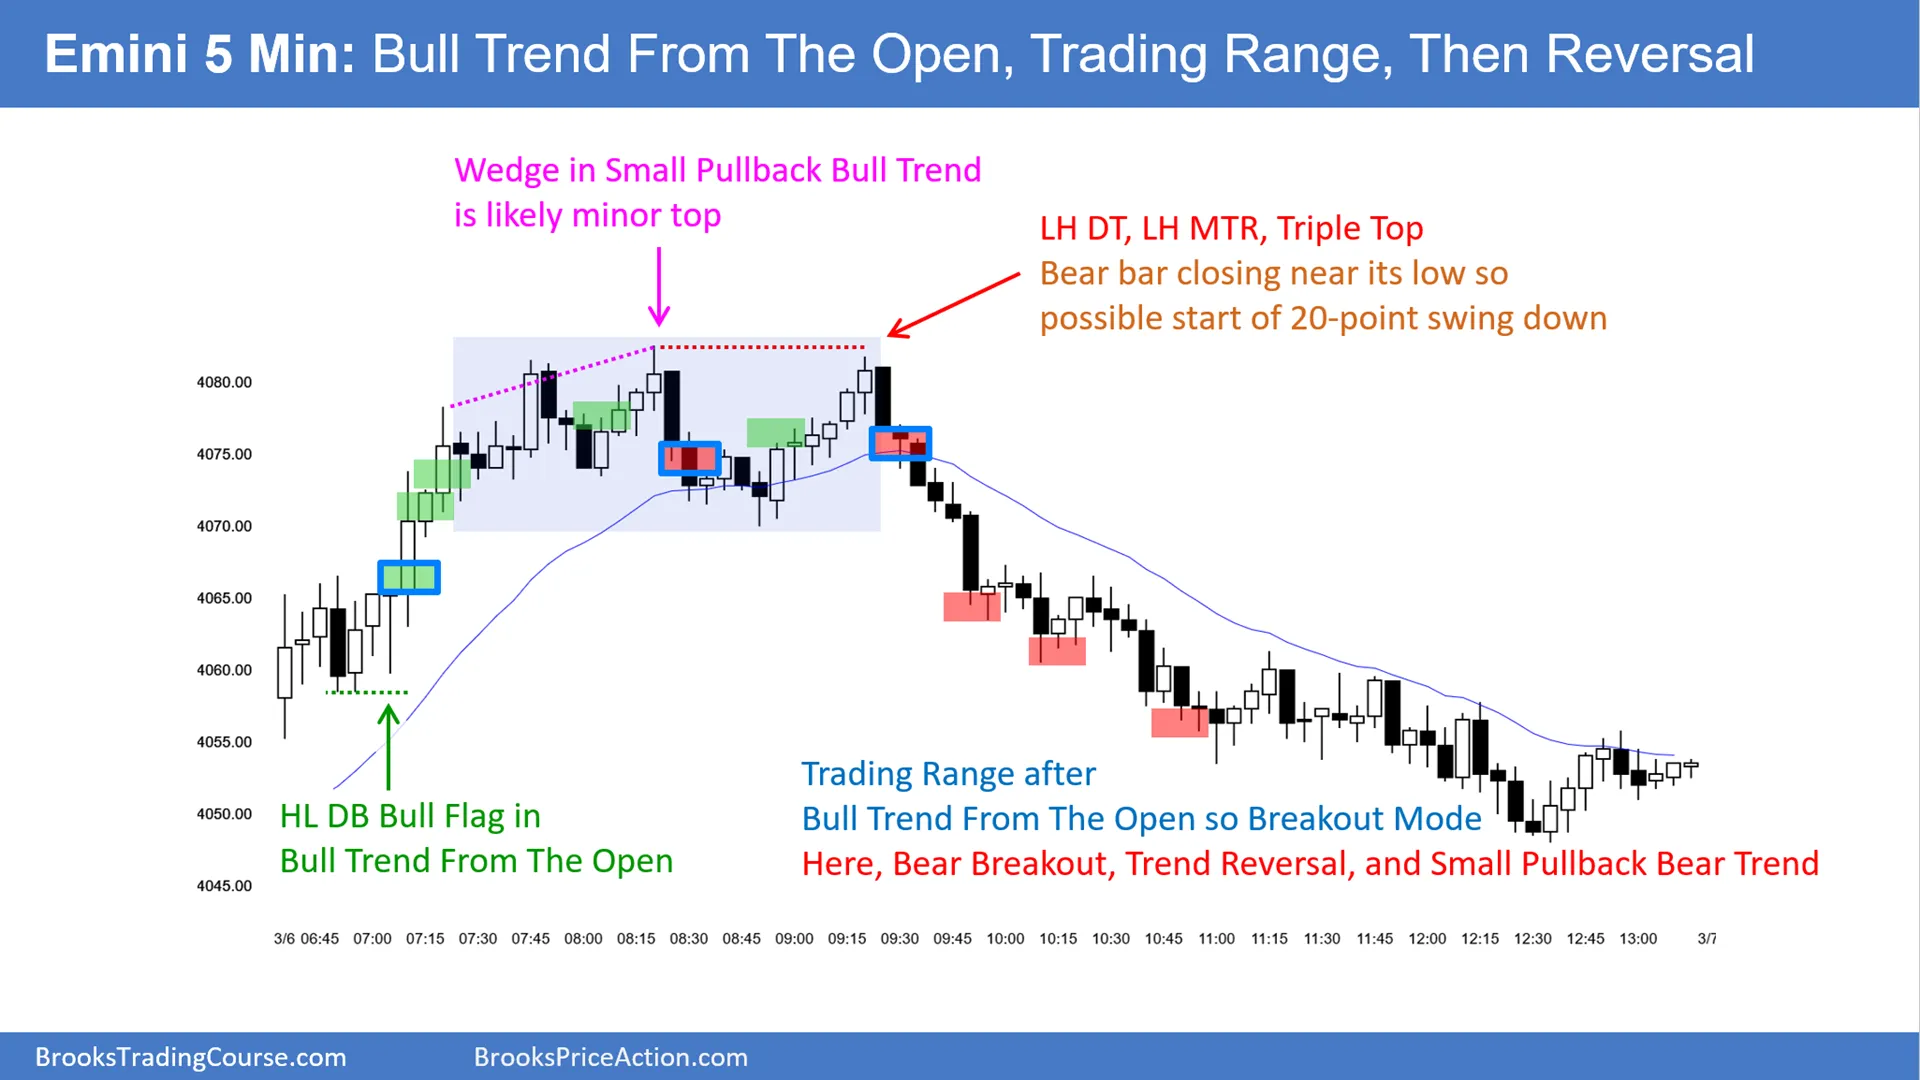 Emini 5 Min: Bull Trend From The Open, Trading Range, Then Reversal
Wedge in Small Pullback Bull Trend
is likely minor top
LH DT, LH MTR, Triple Top
Bear bar closing near its low so
possible start of 20-point swing down
4080.00
4075.00
4070.00
4065.00
4060.00
4055.00
4050.00
4045.00
HL DB Bull Flag in
Bull Trend From The Open
Trading Range after
Bull Trend From The Open so Breakout Mode
Here, Bear Breakout, Trend Reversal, and Small Pullback Bear Trend
3/6 06:45 07:00 07:15 07:30 07:45 08:00 08:15 08:30 08:45 09:00 09:15 09:30 09:45 10:00 10:15 10:30 10:45 11:00 11:15 11:30 11:45 12:00 12:15 12:30 12:45 13:00 3/7
BrooksTradingCourse.com BrooksPriceAction.com